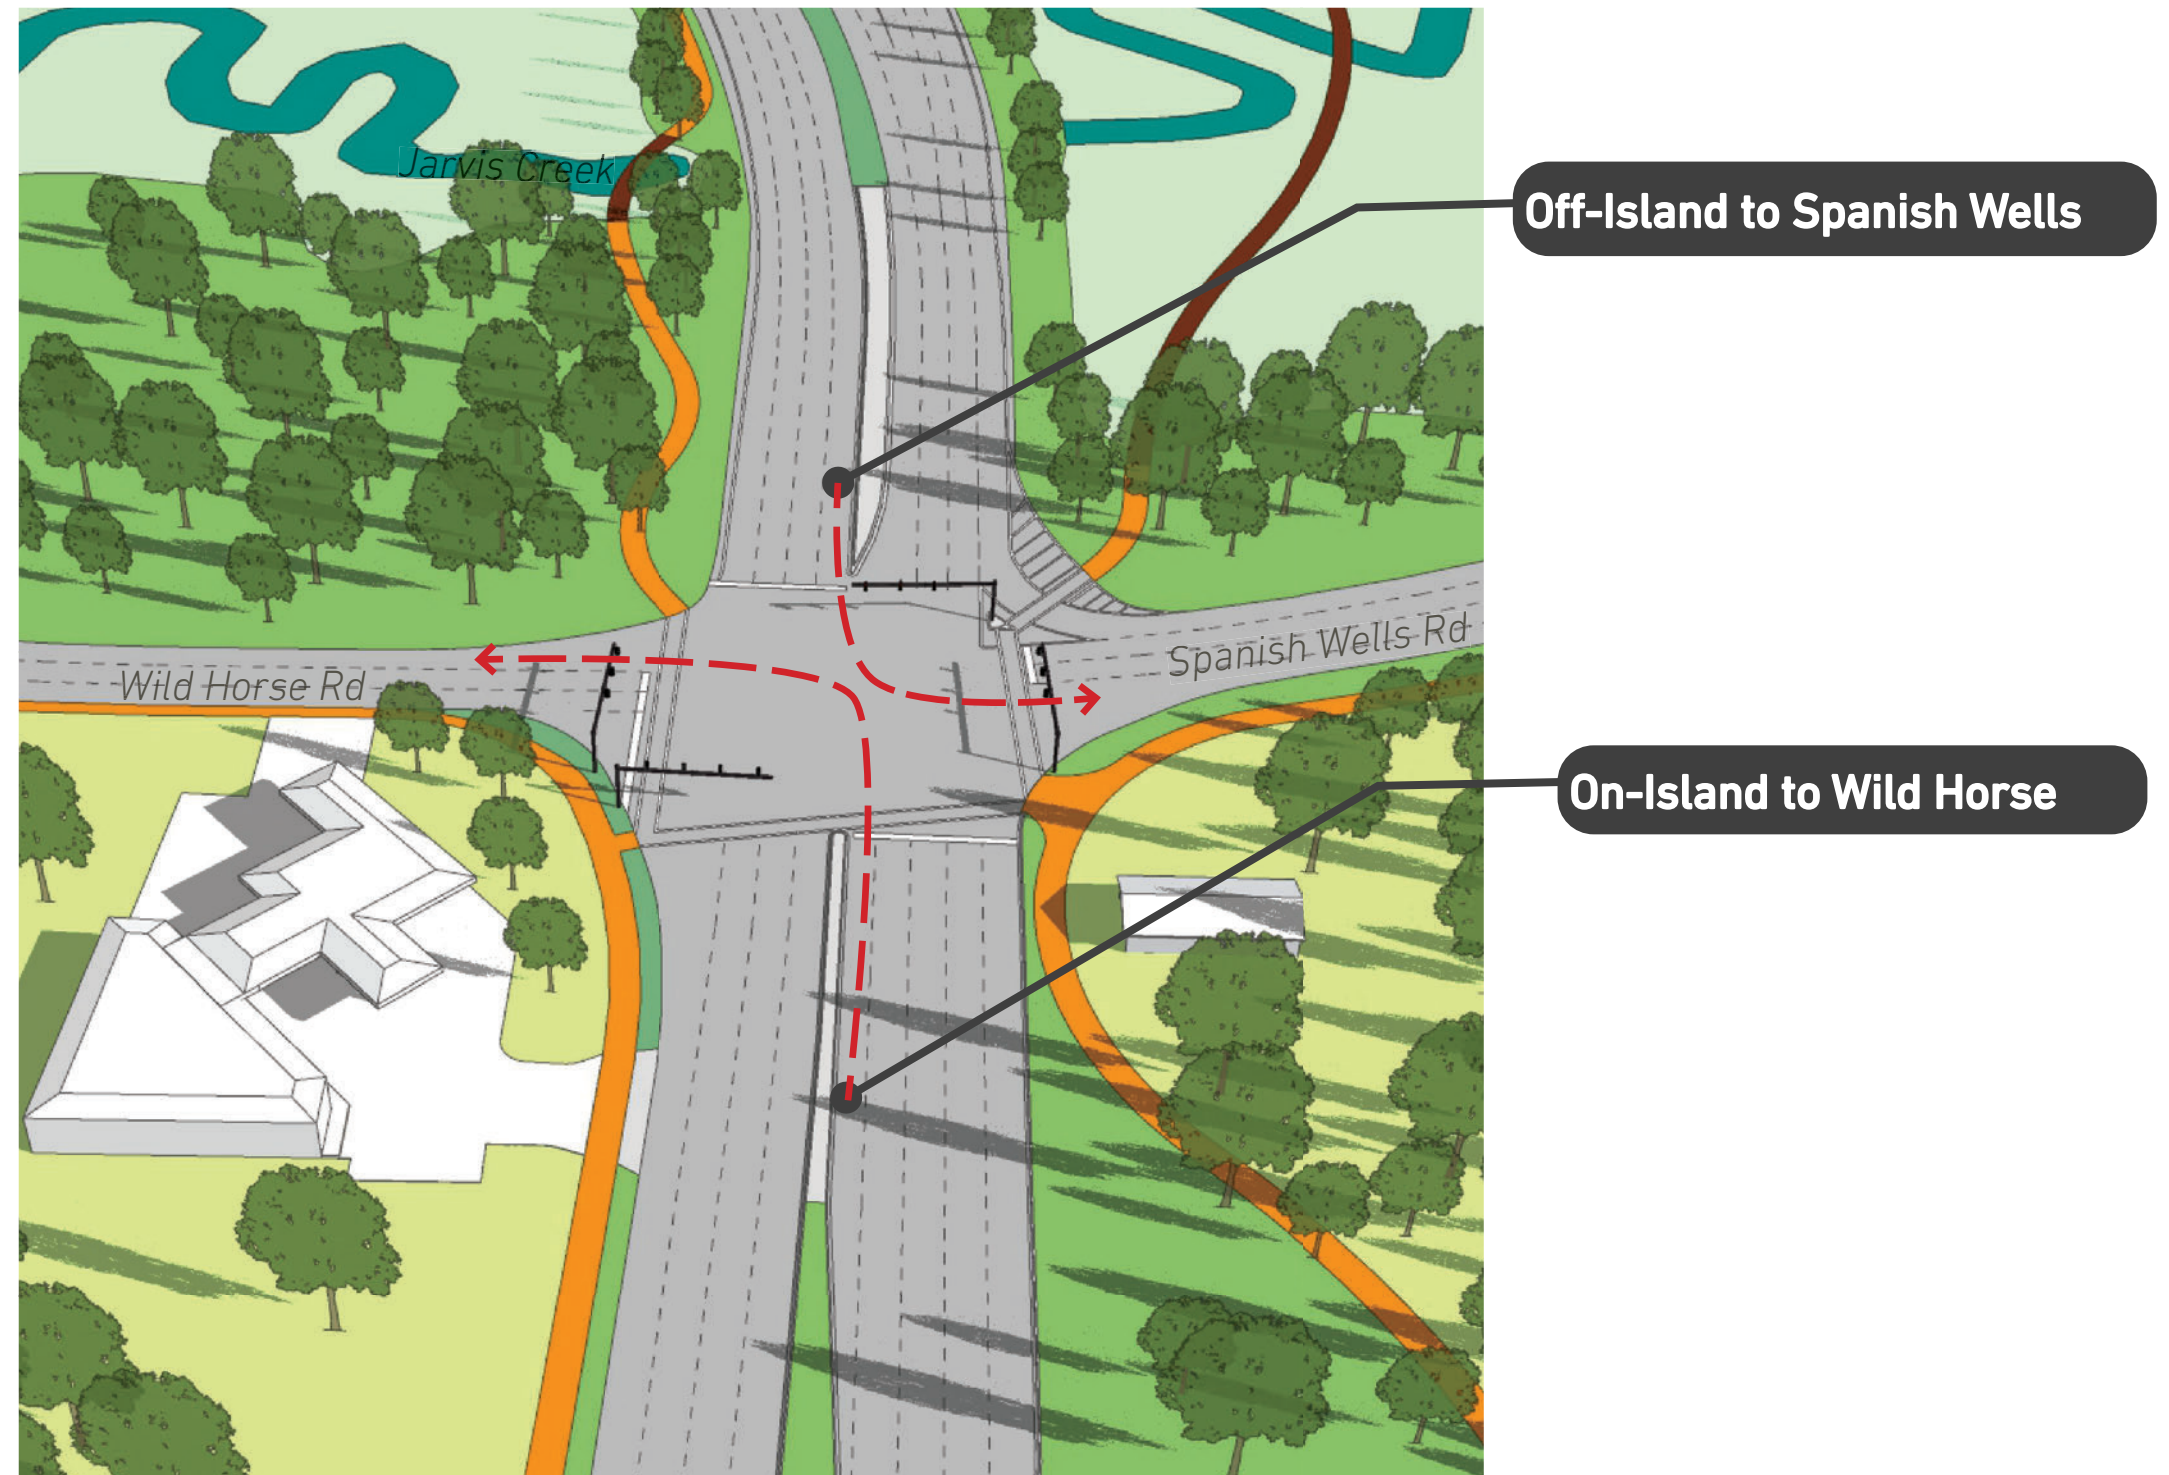 Jarvis Creek
Off-Island to Spanish Wells
Spanish Wells Rd
Wild Horse Rd
On-Island to Wild Horse